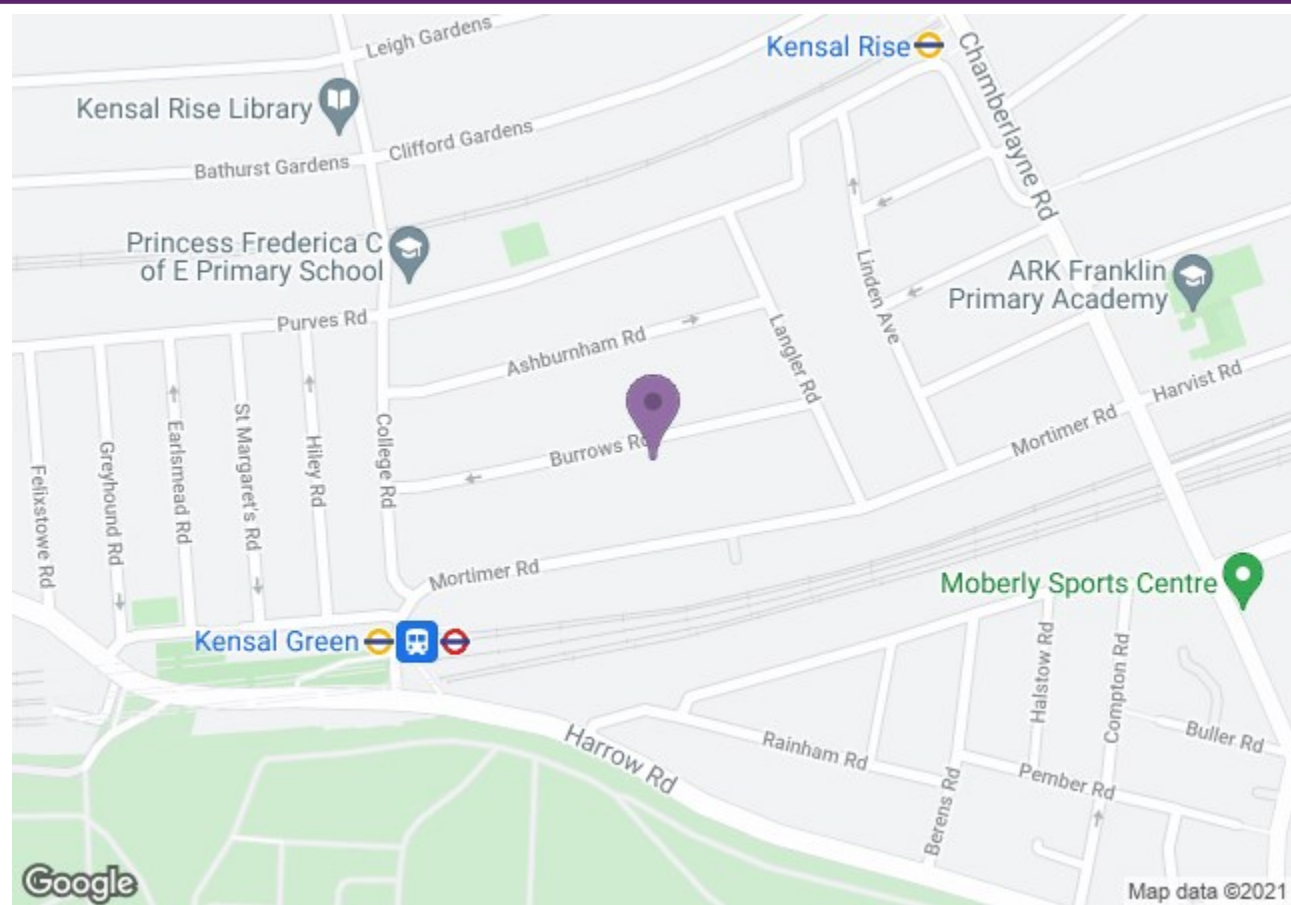 Leigh Gardens
Kensal Rise
Chamberlayne Rd
Kensal Rise Library
Clifford Gardens
Bathurst Gardens
Princess Frederica C
of E Primary School
Linden Ave
ARK Franklin
Primary Academy
Purves Rd
Ashburnham Rd
Langler Rd
Harvist Rd
Mortimer Rd
Burrows Rd
College Rd
Hiley Rd
St Margaret's Rd
Earlsmead Rd
Greyhound Rd
Felixstowe Rd
Mortimer Rd
Moberly Sports Centre
Kensal Green
Halstow Rd
Compton Rd
Harrow Rd
Rainham Rd
Buller Rd
Pember Rd
Berens Rd
Google
Map data ©2021